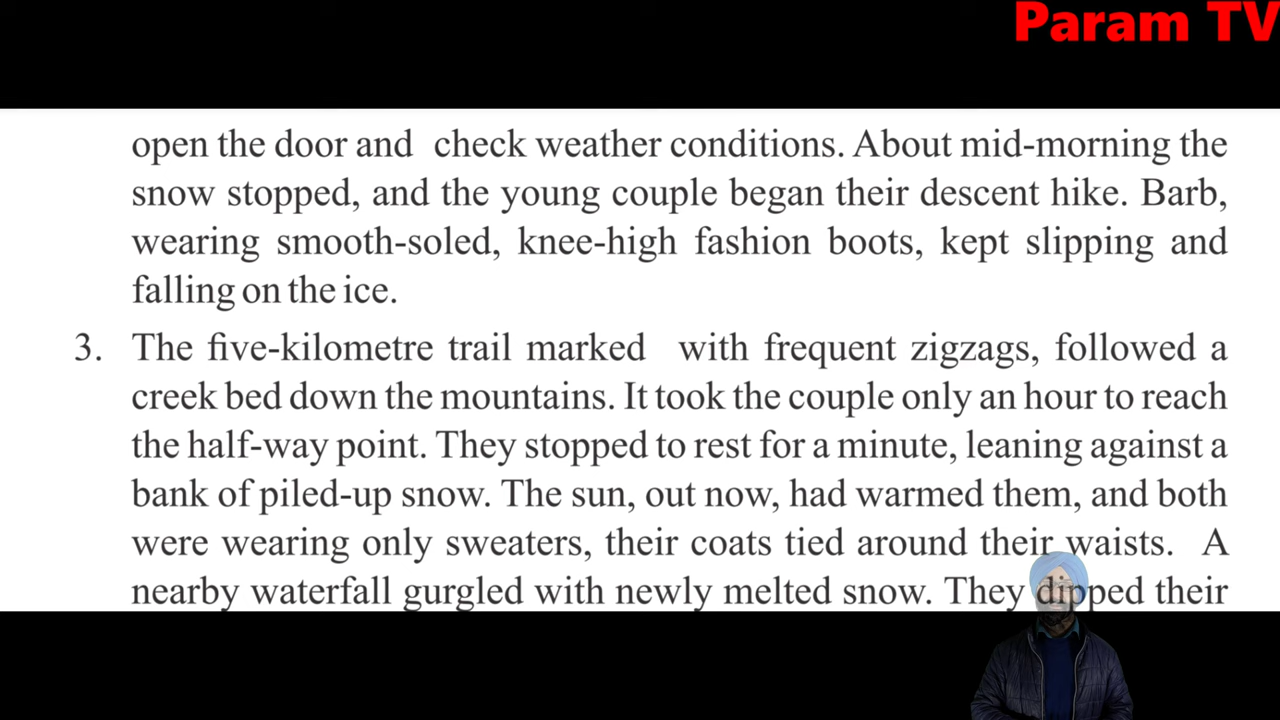 Param TV
open the door and check weather conditions. About mid-morning the
snow stopped, and the young couple began their descent hike. Barb,
wearing smooth-soled, knee-high fashion boots, kept slipping and
falling on the ice.
3. The five-kilometre trail marked with frequent zigzags, followed a
creek bed down the mountains. It took the couple only an hour to reach
the half-way point. They stopped to rest for a minute, leaning against a
bank of piled-up snow. The sun, out now, had warmed them, and both
were wearing only sweaters, their coats tied around their waists. A
nearby waterfall gurgled with newly melted snow. They dipped their